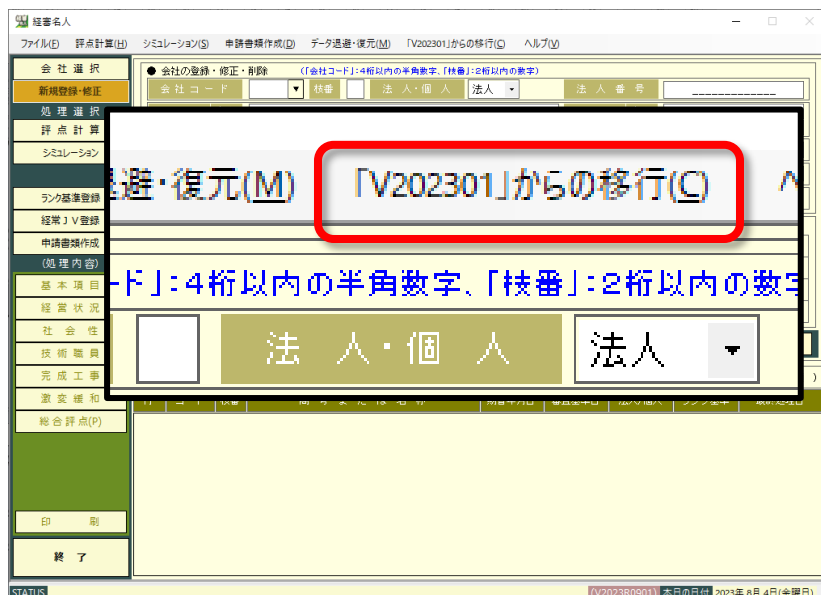 経審名人
ファイル(F) 評点計算(H) シミュレーション(S) 申請書類作成(D) データ退避・復元(M) 「V202301」からの移行(C) ヘルプ(V)
会 社 選 択
新規登録・修正
処 理 選 択
評 点 計 算
シミュレーション
ランク基準登録
経常ＪＶ登録
申請書類作成
(処 理 内 容)
基 本 項 目
経 営 状 況
社 会 性
技 術 職 員
完 成 工 事
激 変 緩 和
総 合 評 点(P)
印 刷
終 了
● 会社の登録・修正・削除 (「会社コード」:4桁以内の半角数字、「枝番」:2桁以内の数字)
会 社 コ ー ド 枝番 法 人・個 人 法人 法 人 番 号
退避・復元(M) 「V202301」からの移行(C) ヘ
ード」:4桁以内の半角数字、「枝番」:2桁以内の数字
法 人・個 人 法人
STATUS (V2023R0901) 本日の日付 2023年 8月 4日(金曜日)